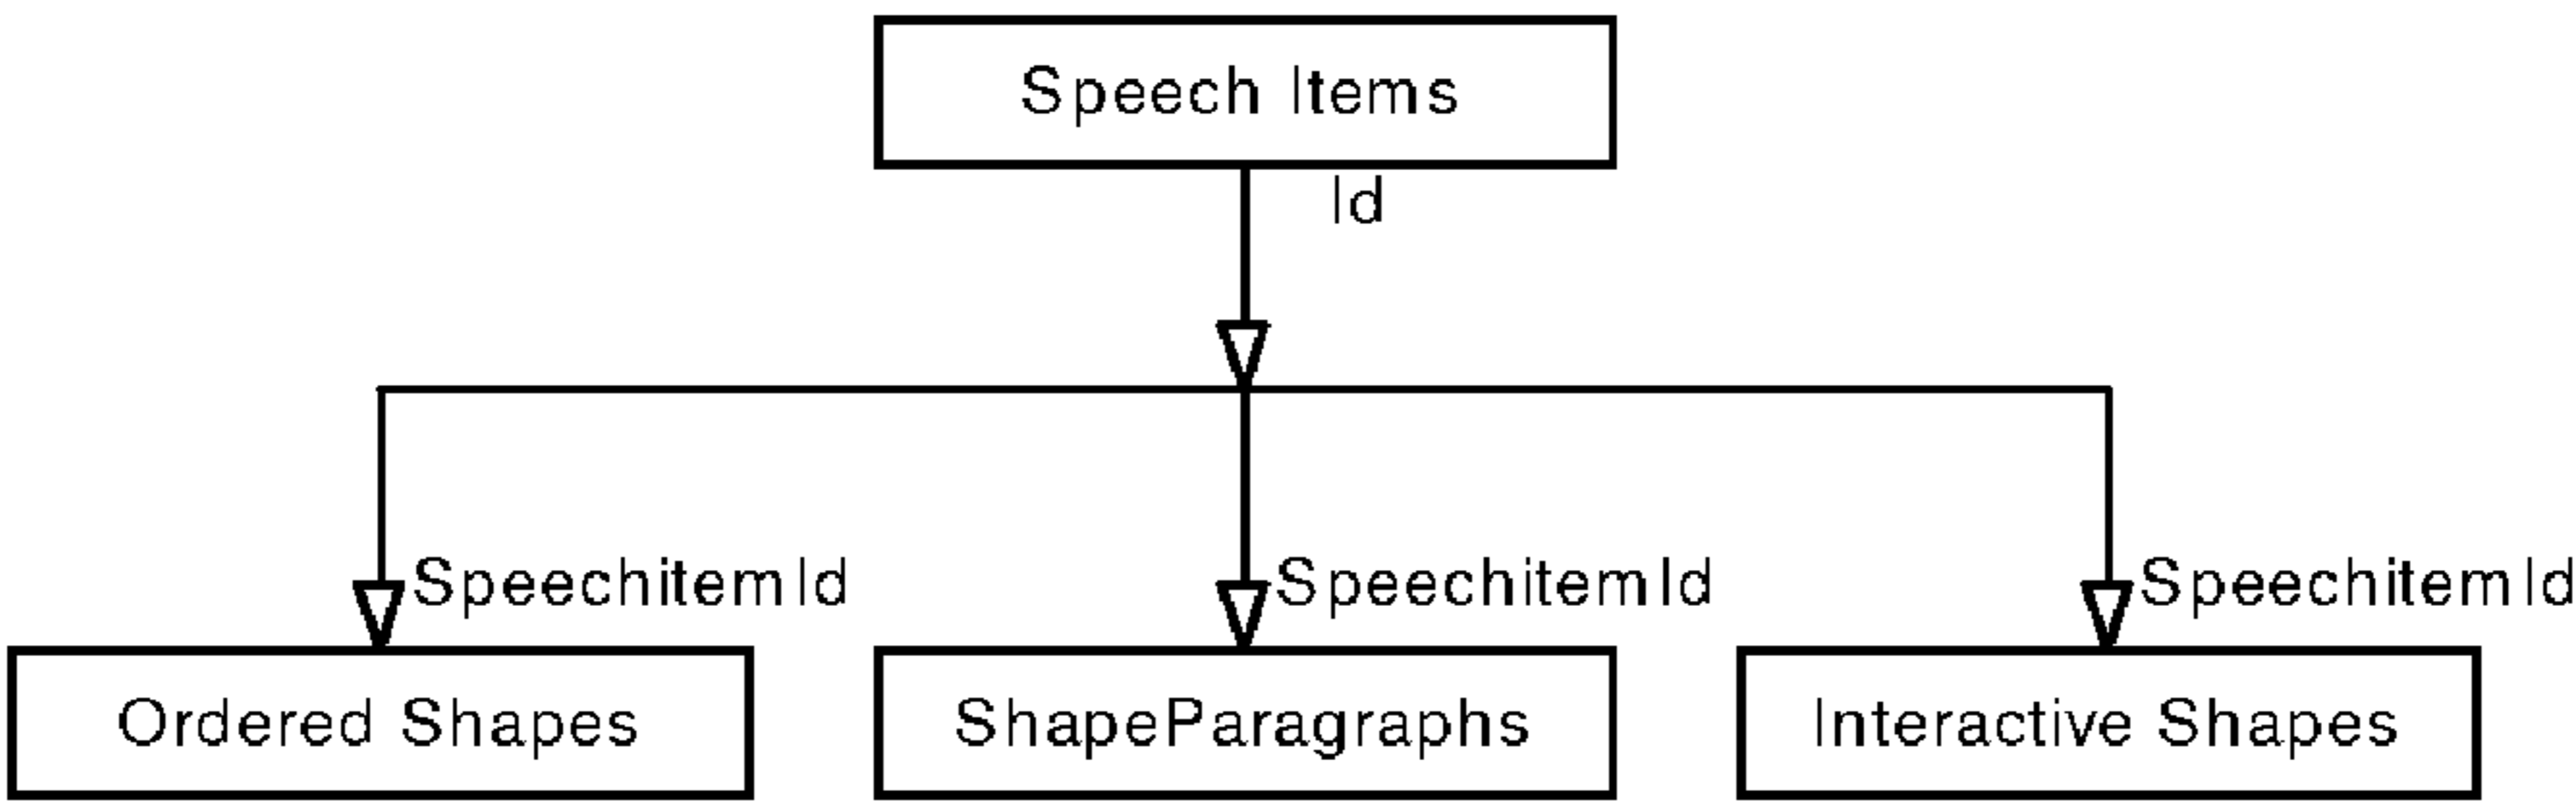 Speech Items
Id
SpeechitemId
SpeechitemId
SpeechitemId
Ordered Shapes
ShapeParagraphs
Interactive Shapes